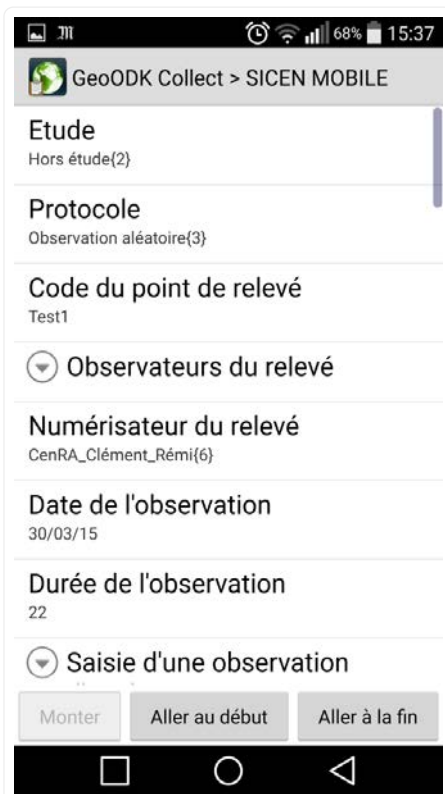 68% 15:37
GeoODK Collect > SICEN MOBILE
Etude
Hors étude{2}
Protocole
Observation aléatoire{3}
Code du point de relevé
Test1
Observateurs du relevé
Numérisateur du relevé
CenRA_Clément_Rémi{6}
Date de l'observation
30/03/15
Durée de l'observation
22
Saisie d'une observation
Monter Aller au début Aller à la fin